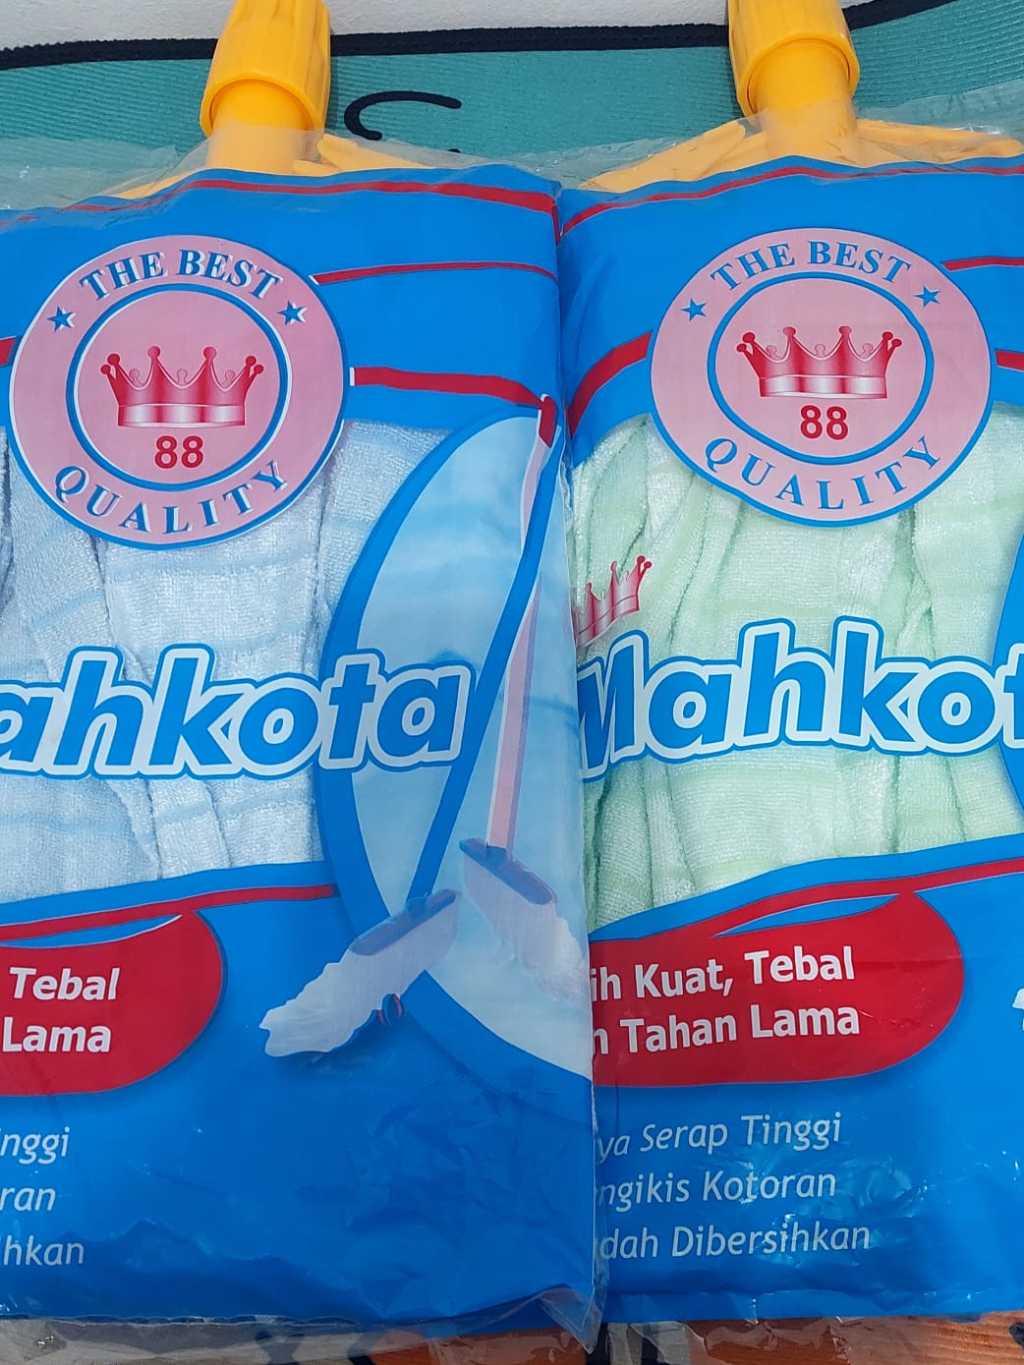 THE BEST
88
QUALITY
ahkota
Tebal
Lama
nggi
ran
hkan
THE BEST
88
QUALITY
Mahkot
ih Kuat, Tebal
n Tahan Lama
ya Serap Tinggi
ngikis Kotoran
dah Dibersihkan